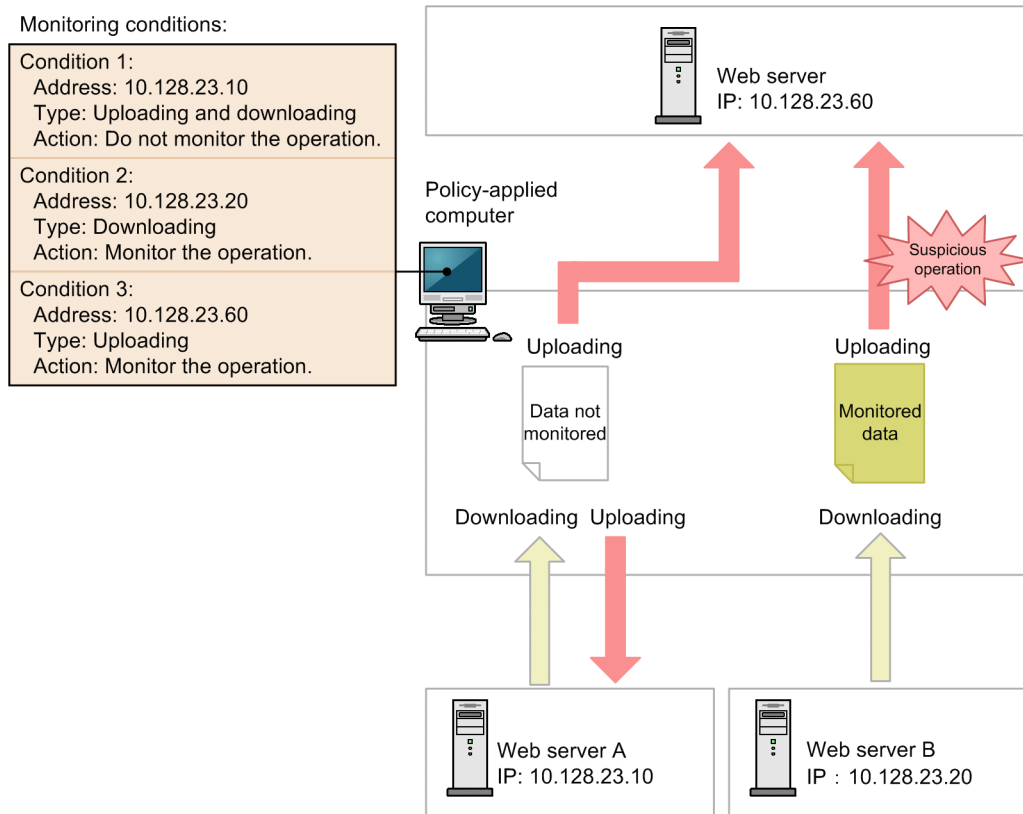 Monitoring conditions:
Condition 1:
Address: 10.128.23.10
Type: Uploading and downloading
Action: Do not monitor the operation.
Condition 2:
Address: 10.128.23.20
Type: Downloading
Action: Monitor the operation.
Condition 3:
Address: 10.128.23.60
Type: Uploading
Action: Monitor the operation.
Web server
IP: 10.128.23.60
Policy-applied
computer
Suspicious
operation
Uploading
Data not
monitored
Uploading
Monitored
data
Downloading
Uploading
Downloading
Web server A
IP: 10.128.23.10
Web server B
IP : 10.128.23.20